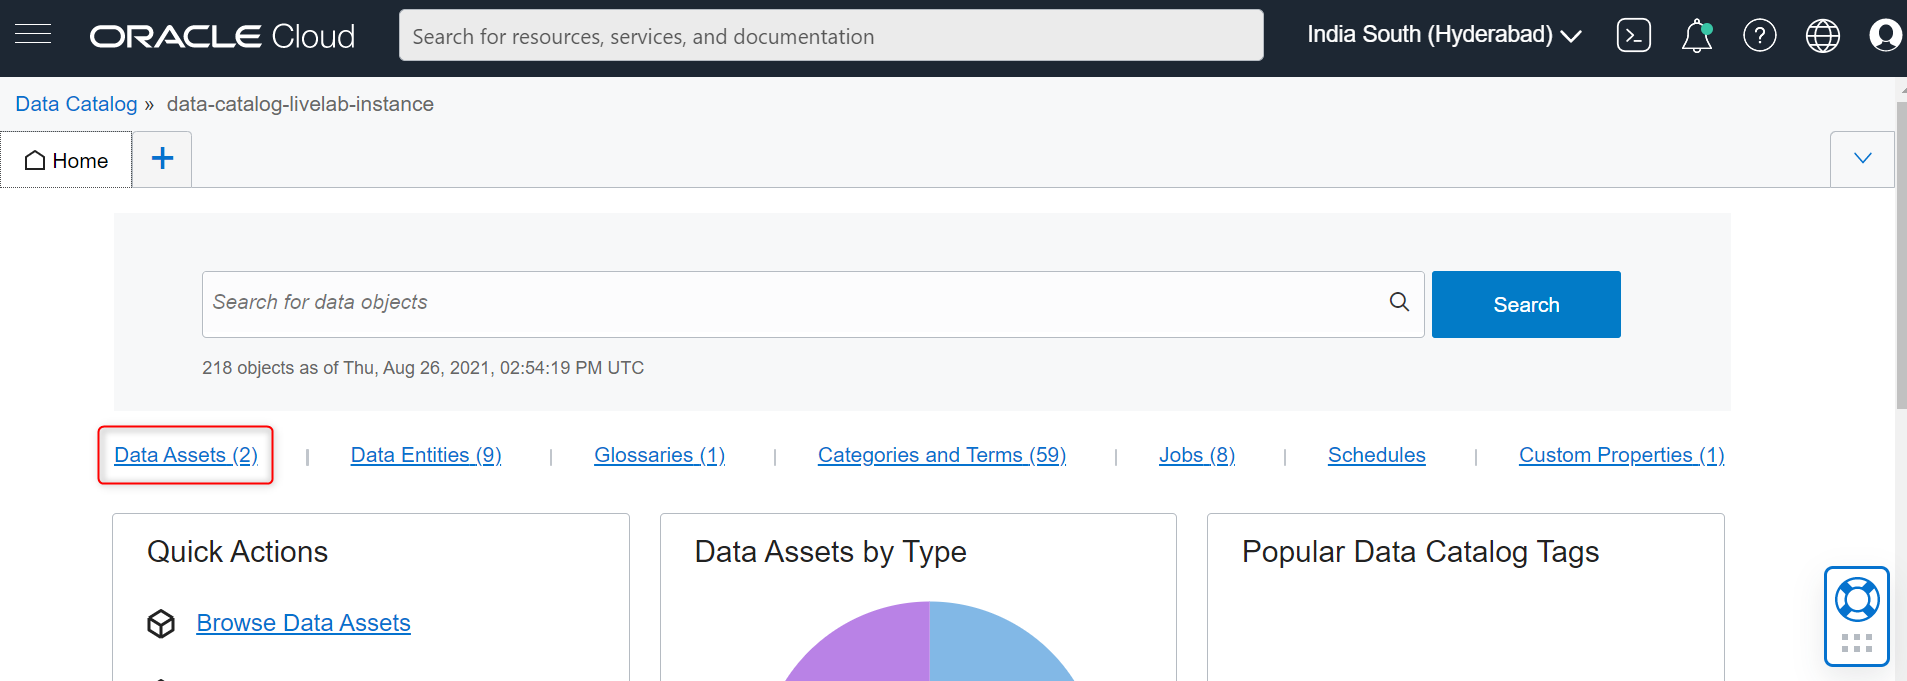 ORACLE Cloud
Search for resources, services, and documentation
India South (Hyderabad)
Data Catalog » data-catalog-livelab-instance
Home +
Search for data objects
Search
218 objects as of Thu, Aug 26, 2021, 02:54:19 PM UTC
Data Assets (2) | Data Entities (9) | Glossaries (1) | Categories and Terms (59) | Jobs (8) | Schedules | Custom Properties (1)
Quick Actions
Browse Data Assets
Data Assets by Type
Popular Data Catalog Tags